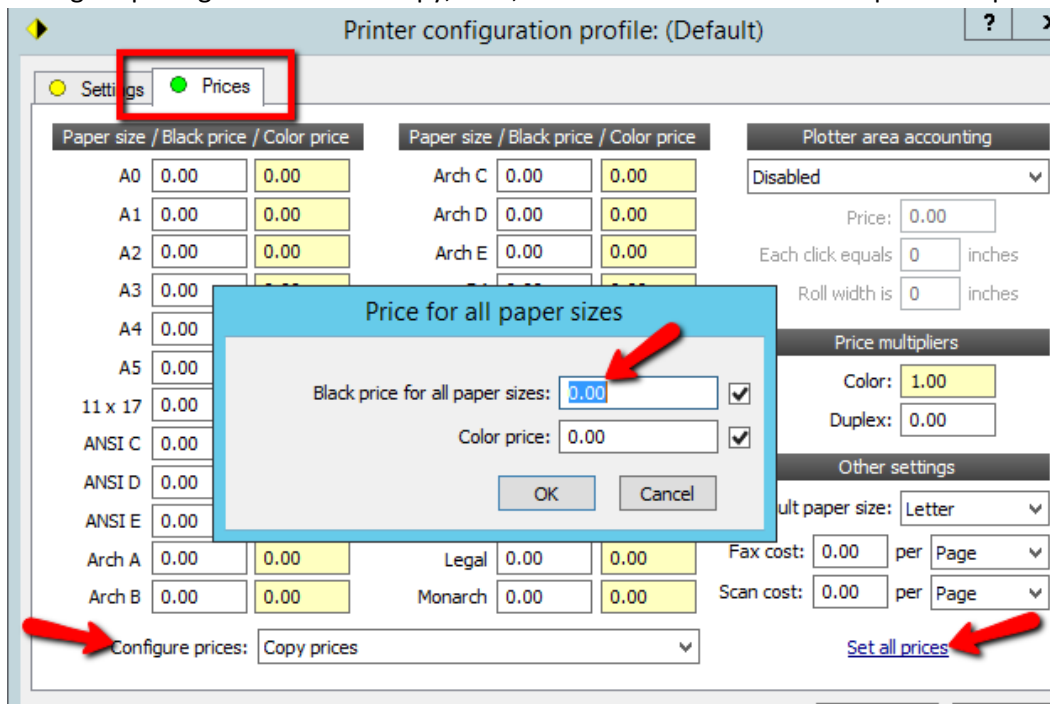 Printer configuration profile: (Default) ?
Settings Prices
Paper size / Black price / Color price Paper size / Black price / Color price Plotter area accounting
A0 0.00 0.00 Arch C 0.00 0.00 Disabled
A1 0.00 0.00 Arch D 0.00 0.00 Price: 0.00
A2 0.00 0.00 Arch E 0.00 0.00 Each click equals 0 inches
A3 0.00 Roll width is 0 inches
Price for all paper sizes
A4 0.00 Price multipliers
A5 0.00 Black price for all paper sizes: 0.00 Color: 1.00
11 x 17 0.00 Duplex: 0.00
ANSI C 0.00 Color price: 0.00
Other settings
ANSI D 0.00 OK Cancel paper size: Letter
ANSI E 0.00
Arch A 0.00 0.00 Legal 0.00 0.00 Fax cost: 0.00 per Page
Arch B 0.00 0.00 Monarch 0.00 0.00 Scan cost: 0.00 per Page
Configure prices: Copy prices Set all prices